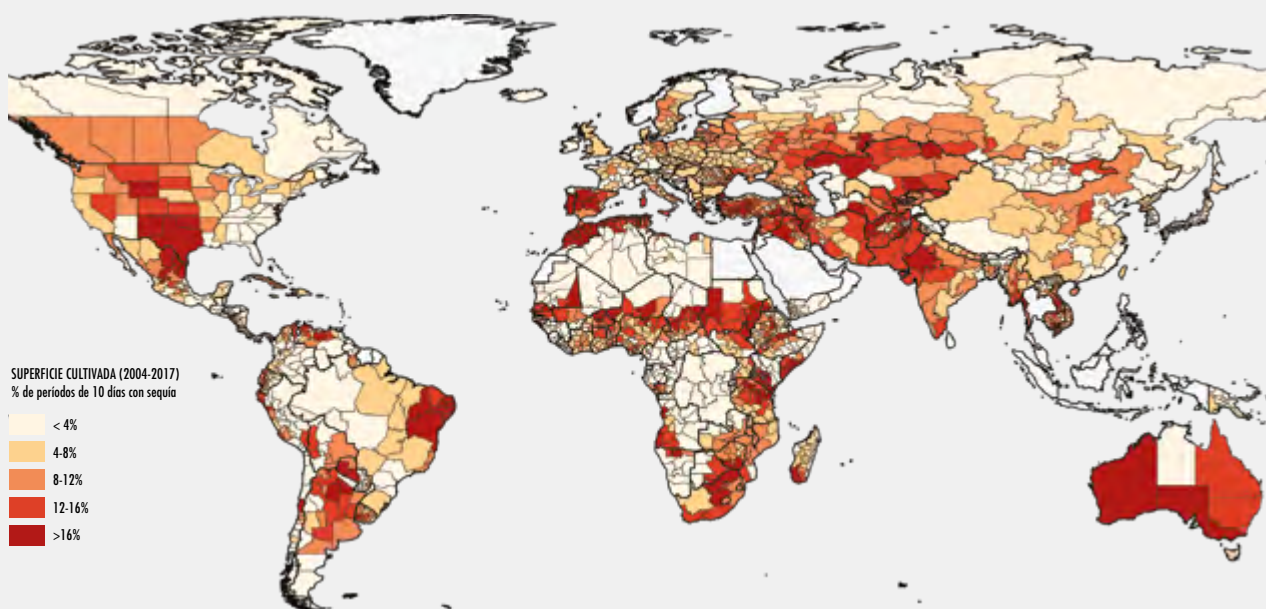 SUPERFICIE CULTIVADA (2004-2017)
% de períodos de 10 días con sequía
< 4%
4-8%
8-12%
12-16%
>16%